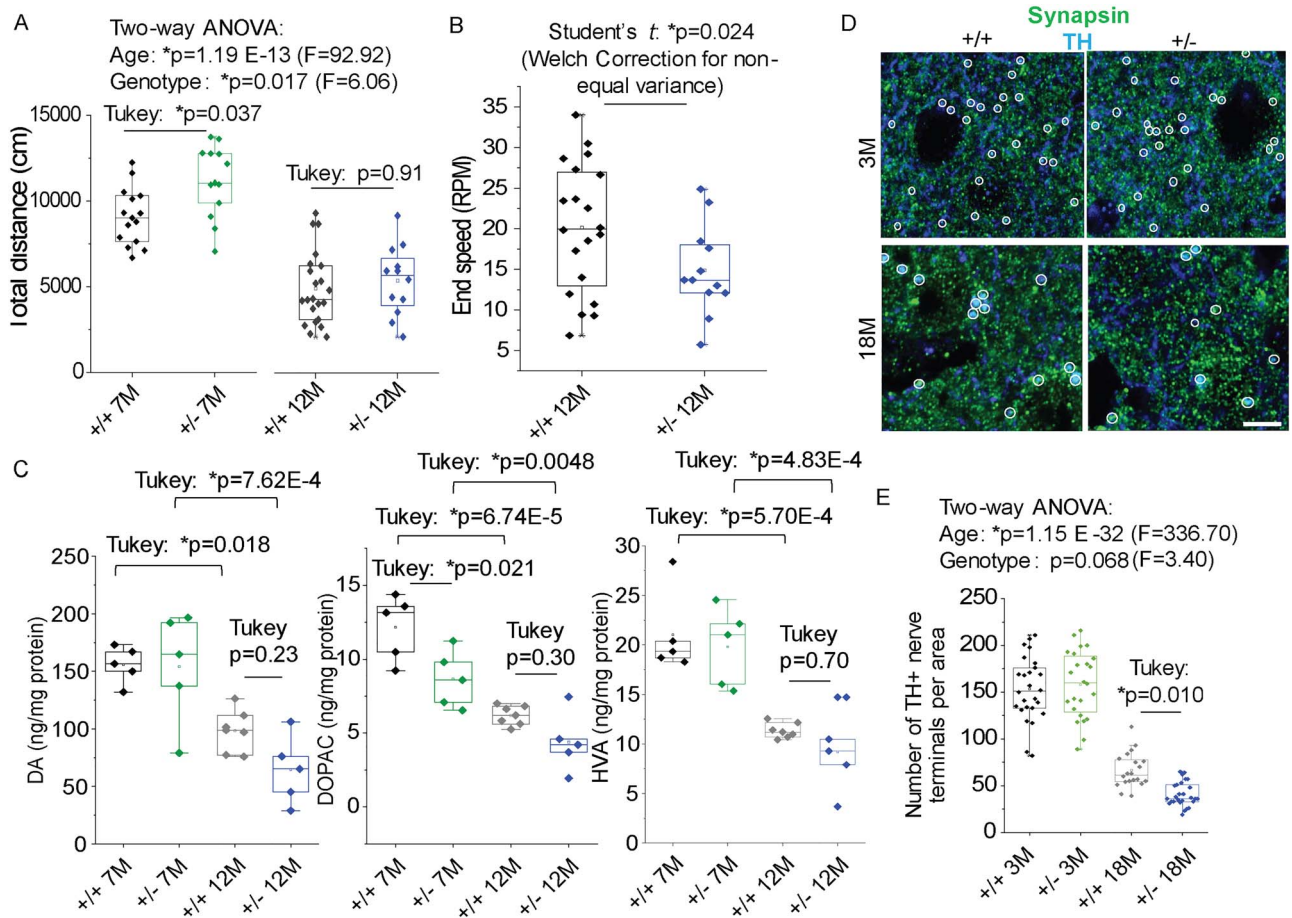 A
Two-way ANOVA:
Age: *p=1.19 E-13 (F=92.92)
Genotype: *p=0.017 (F=6.06)
Tukey: *p=0.037
Tukey: p=0.91
Total distance (cm)
15000
10000
5000
0
+/+ 7M
+/- 7M
+/+ 12M
+/- 12M
B
Student's t: *p=0.024
(Welch Correction for non-
equal variance)
End speed (RPM)
35
30
25
20
15
10
5
+/+ 12M
+/- 12M
D
Synapsin
+/+
TH
+/-
3M
18M
C
Tukey: *p=7.62E-4
Tukey: *p=0.018
Tukey
p=0.23
DA (ng/mg protein)
250
200
150
100
50
0
+/+ 7M
+/- 7M
+/+ 12M
+/- 12M
Tukey: *p=0.0048
Tukey: *p=6.74E-5
Tukey: *p=0.021
Tukey
p=0.30
DOPAC (ng/mg protein)
15
10
5
0
+/+ 7M
+/- 7M
+/+ 12M
+/- 12M
Tukey: *p=4.83E-4
Tukey: *p=5.70E-4
Tukey
p=0.70
HVA (ng/mg protein)
30
25
20
15
10
5
0
+/+ 7M
+/- 7M
+/+ 12M
+/- 12M
E
Two-way ANOVA:
Age: *p=1.15 E-32 (F=336.70)
Genotype: p=0.068 (F=3.40)
Tukey:
*p=0.010
Number of TH+ nerve
terminals per area
250
200
150
100
50
0
+/+ 3M
+/- 3M
+/+ 18M
+/- 18M